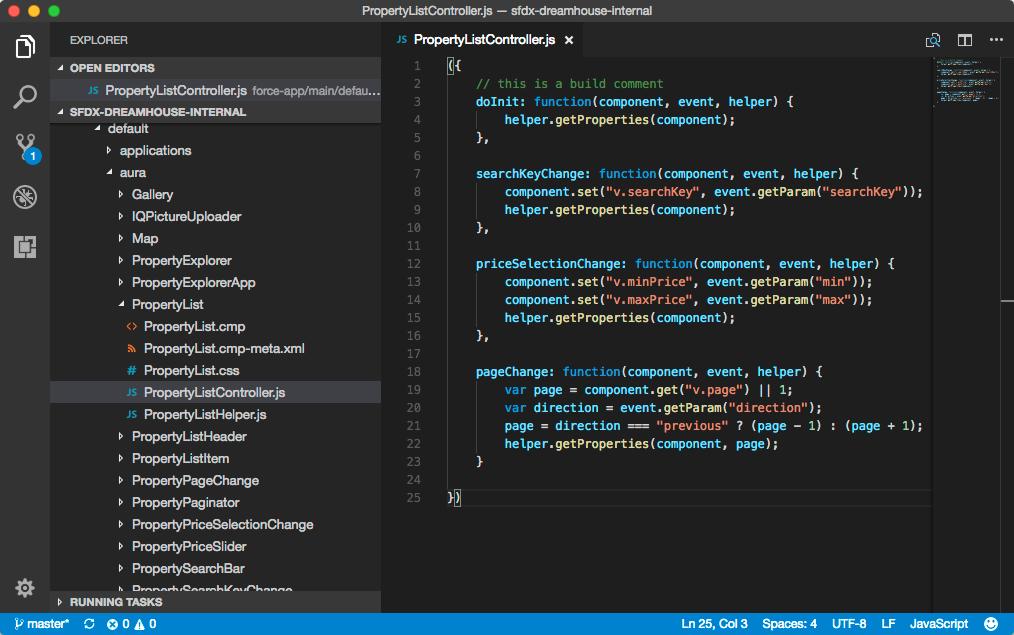 PropertyListController.js — sfdx-dreamhouse-internal
EXPLORER
OPEN EDITORS
JS PropertyListController.js force-app/main/defau...
SFDX-DREAMHOUSE-INTERNAL
default
applications
aura
Gallery
IQPictureUploader
Map
PropertyExplorer
PropertyExplorerApp
PropertyList
<> PropertyList.cmp
PropertyList.cmp-meta.xml
# PropertyList.css
JS PropertyListController.js
JS PropertyListHelper.js
PropertyListHeader
PropertyListItem
PropertyPageChange
PropertyPaginator
PropertyPriceSelectionChange
PropertyPriceSlider
PropertySearchBar
PropertySearchKeyChange
RUNNING TASKS
1
JS PropertyListController.js ×
1 ({
2 // this is a build comment
3 doInit: function(component, event, helper) {
4 helper.getProperties(component);
5 },
6
7 searchKeyChange: function(component, event, helper) {
8 component.set("v.searchKey", event.getParam("searchKey"));
9 helper.getProperties(component);
10 },
11
12 priceSelectionChange: function(component, event, helper) {
13 component.set("v.minPrice", event.getParam("min"));
14 component.set("v.maxPrice", event.getParam("max"));
15 helper.getProperties(component);
16 },
17
18 pageChange: function(component, event, helper) {
19 var page = component.get("v.page") || 1;
20 var direction = event.getParam("direction");
21 page = direction === "previous" ? (page - 1) : (page + 1);
22 helper.getProperties(component, page);
23 }
24
25 })
master* 0 0 Ln 25, Col 3 Spaces: 4 UTF-8 LF JavaScript